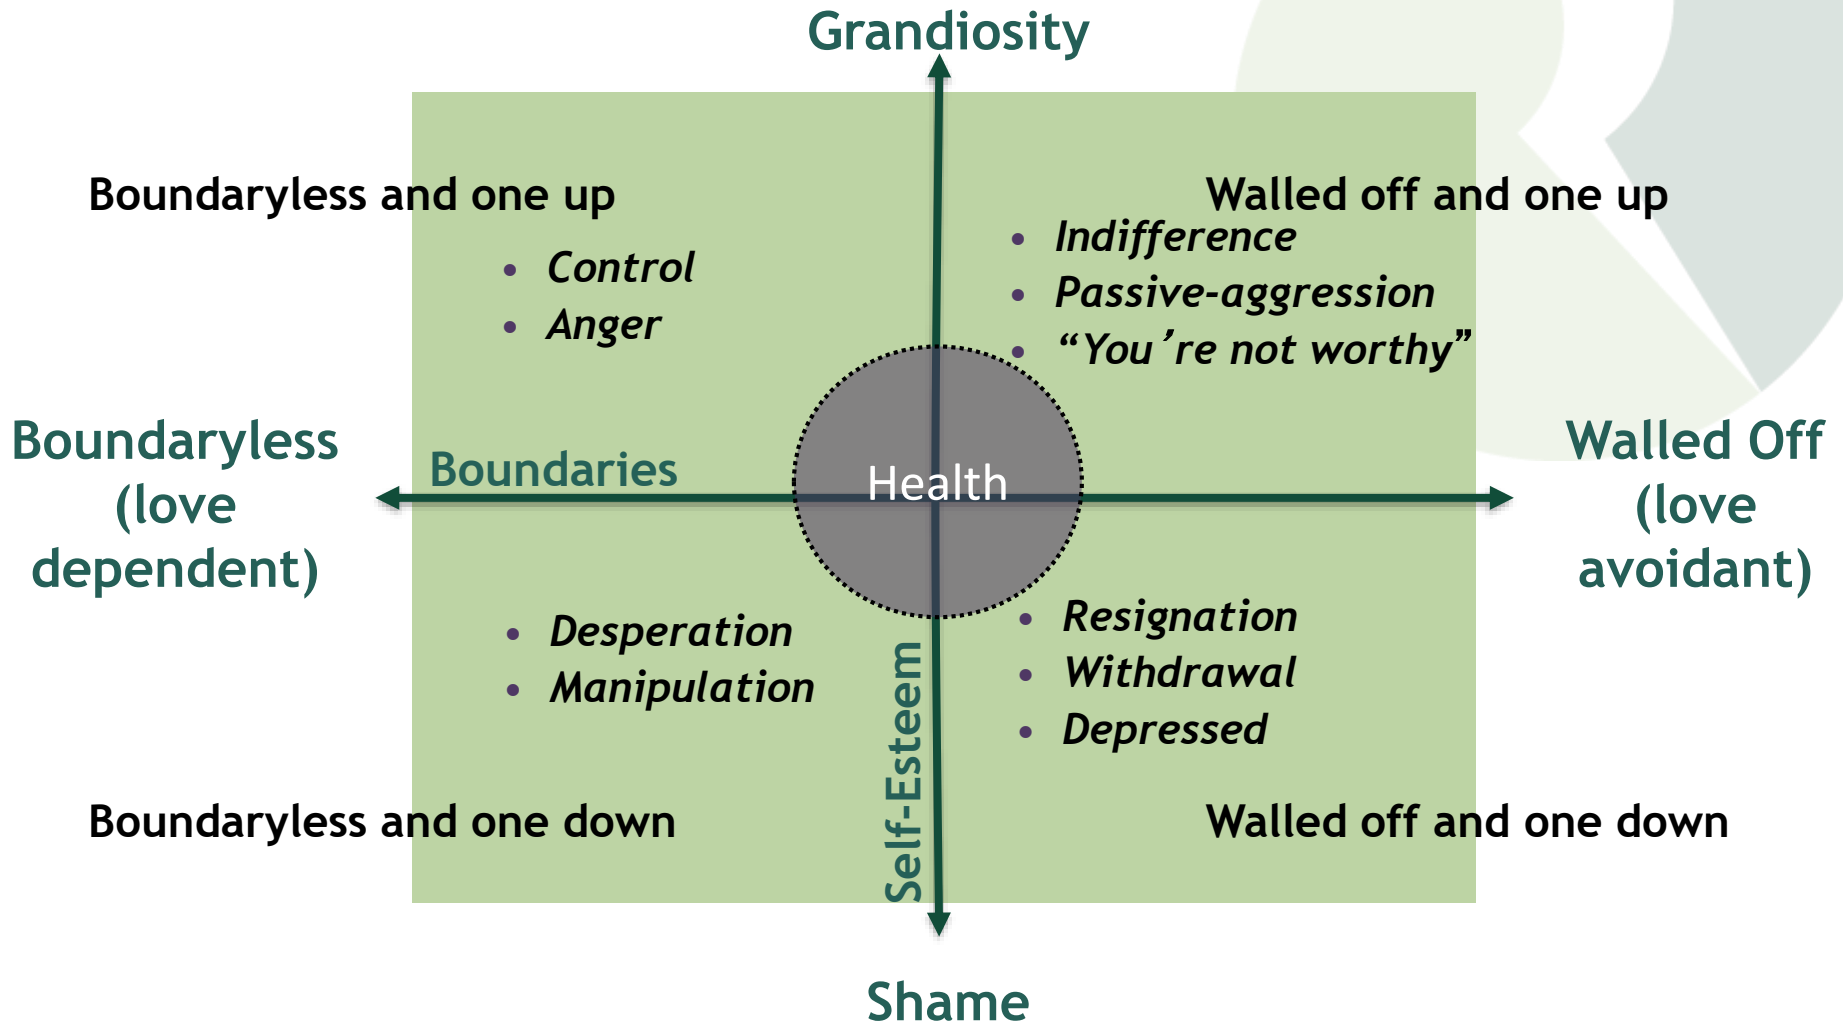 Grandiosity
Boundaryless and one up
• Control
• Anger
Walled off and one up
• Indifference
• Passive-aggression
• “You’re not worthy”
Boundaryless
(love
dependent)
Boundaries
Health
Walled Off
(love
avoidant)
• Desperation
• Manipulation
Self-Esteem
• Resignation
• Withdrawal
• Depressed
Boundaryless and one down
Walled off and one down
Shame